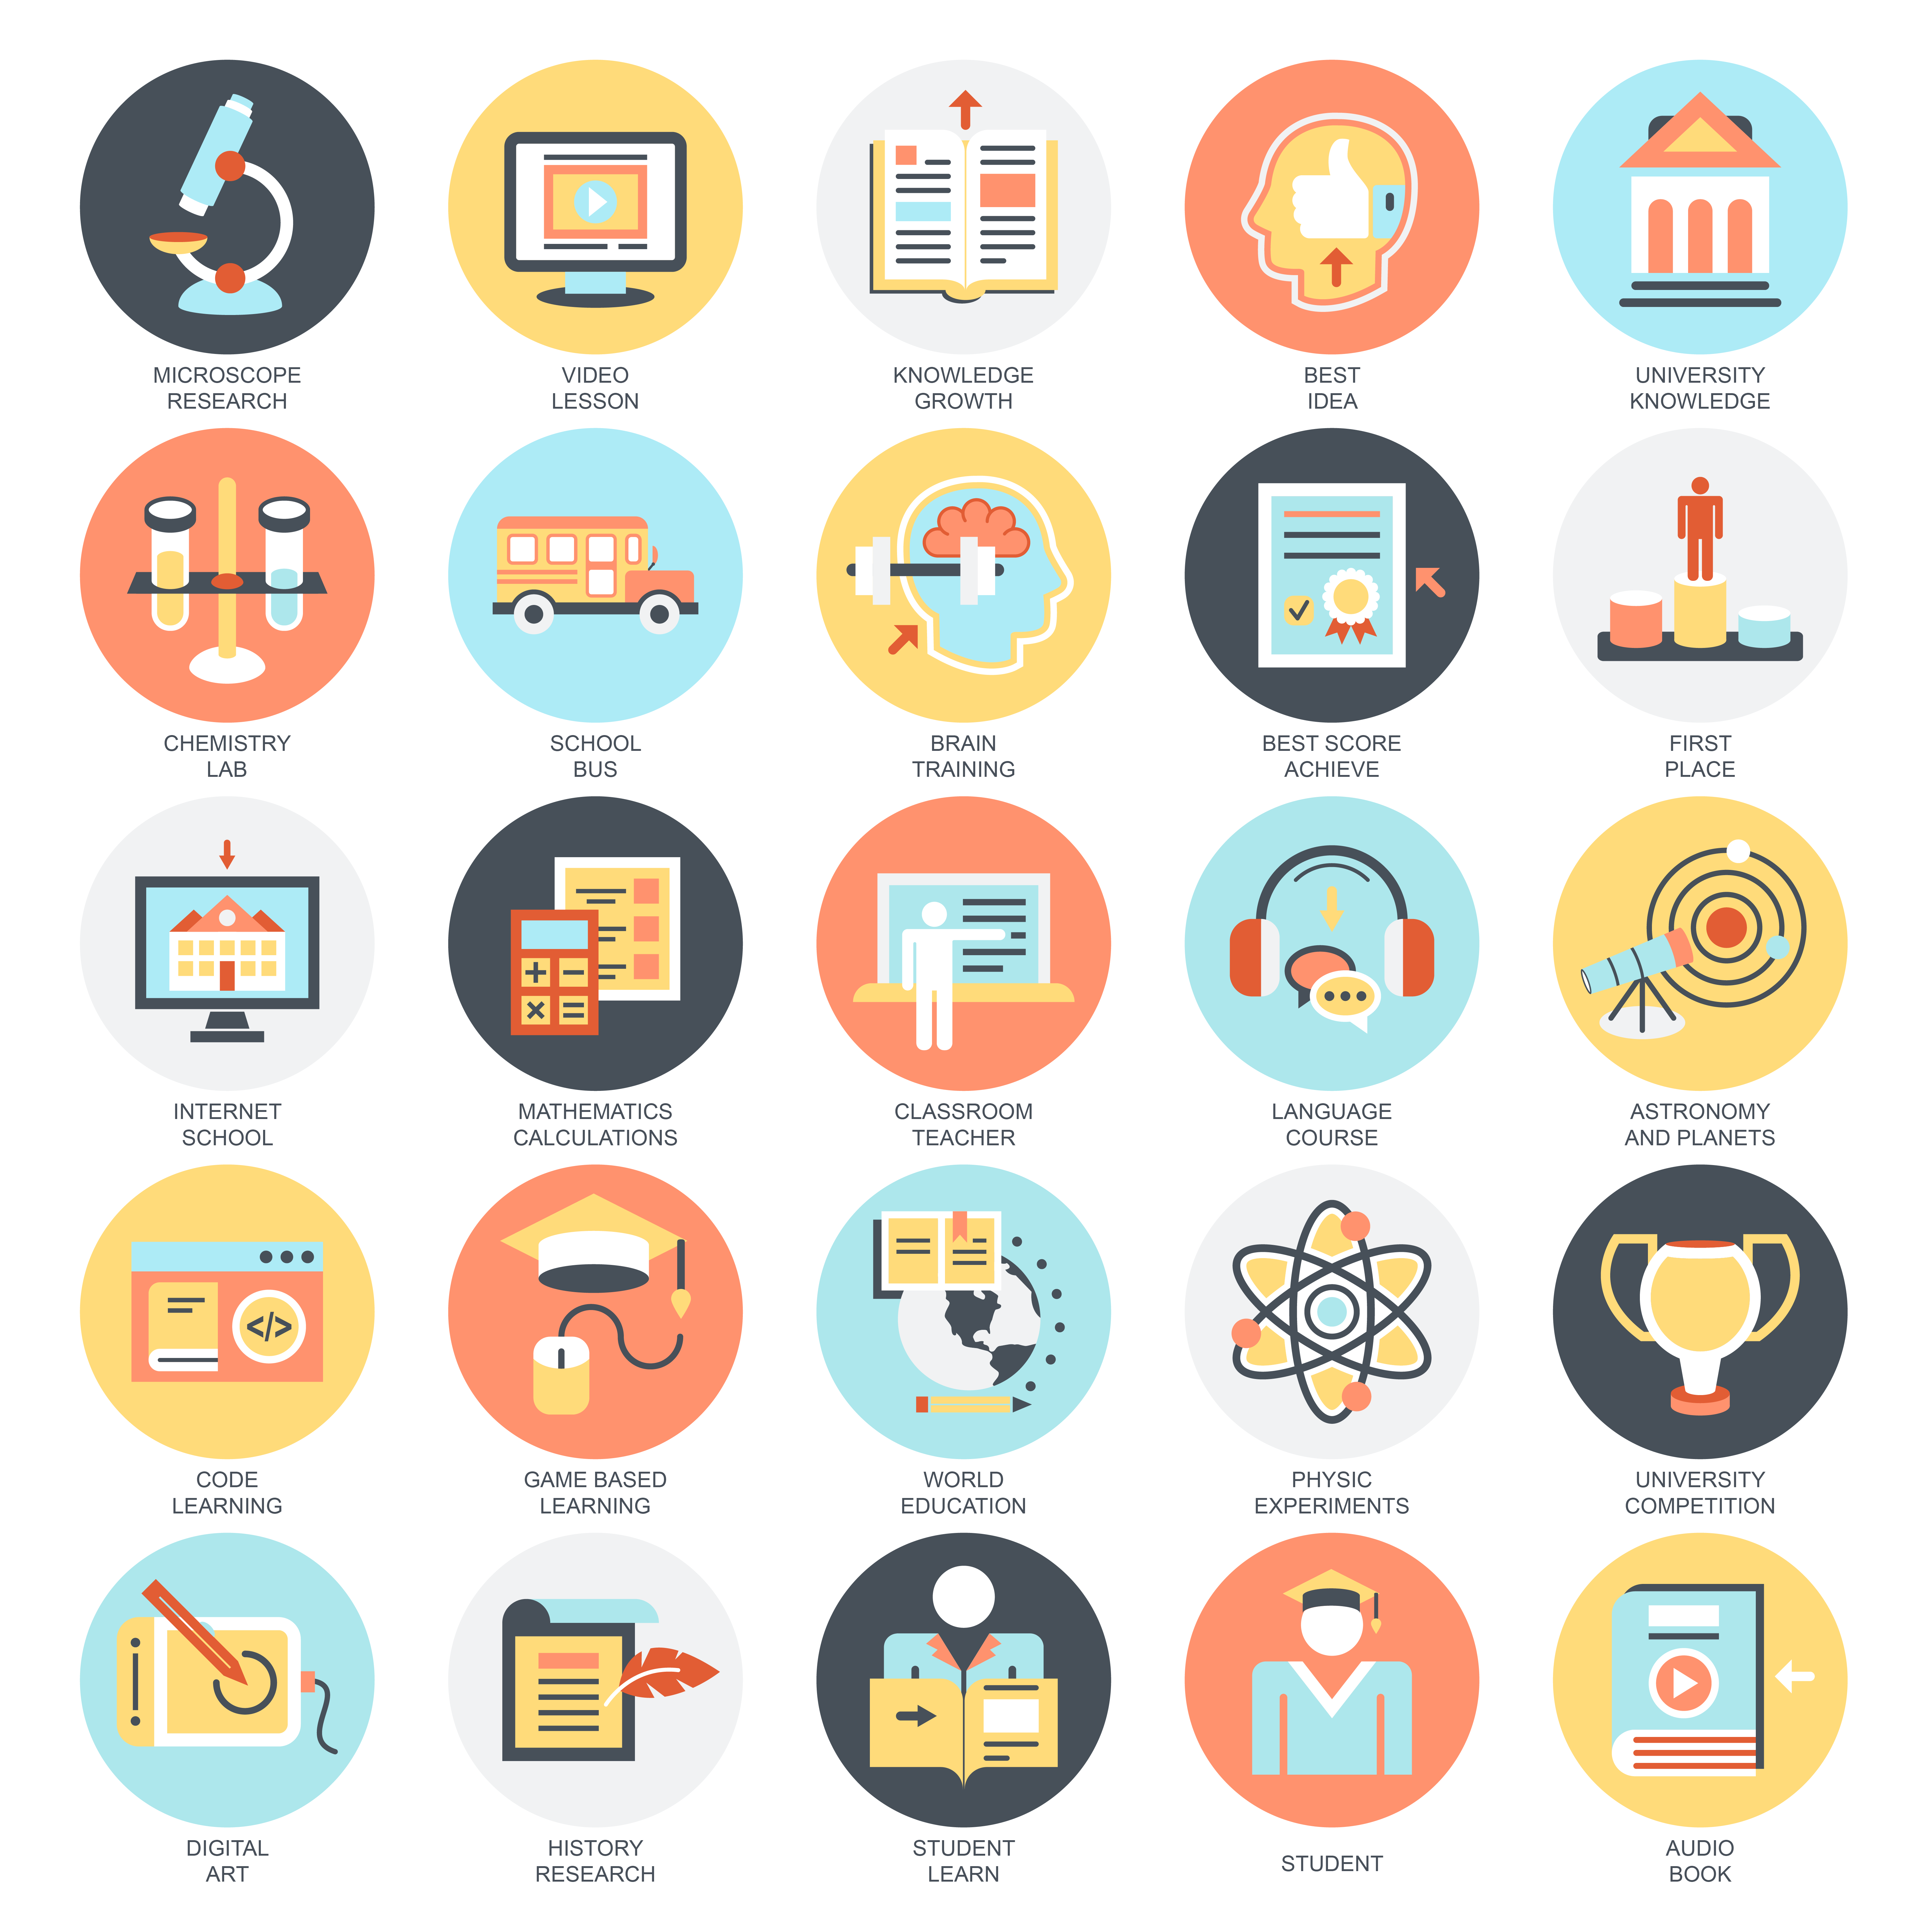 MICROSCOPE
RESEARCH
VIDEO
LESSON
KNOWLEDGE
GROWTH
BEST
IDEA
UNIVERSITY
KNOWLEDGE
CHEMISTRY
LAB
SCHOOL
BUS
BRAIN
TRAINING
BEST SCORE
ACHIEVE
FIRST
PLACE
INTERNET
SCHOOL
MATHEMATICS
CALCULATIONS
CLASSROOM
TEACHER
LANGUAGE
COURSE
ASTRONOMY
AND PLANETS
</>
CODE
LEARNING
GAME BASED
LEARNING
WORLD
EDUCATION
PHYSIC
EXPERIMENTS
UNIVERSITY
COMPETITION
DIGITAL
ART
HISTORY
RESEARCH
STUDENT
LEARN
STUDENT
AUDIO
BOOK